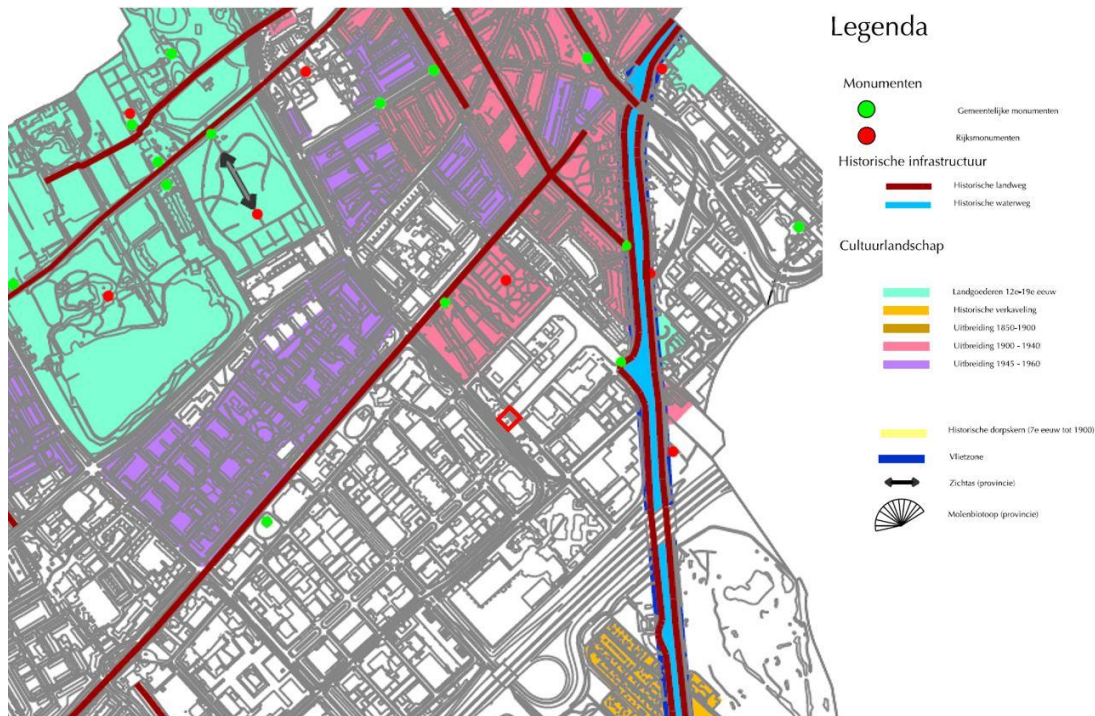 Legenda
Monumenten
Gemeentelijke monumenten
Rijksmonumenten
Historische infrastructuur
Historische landweg
Historische waterweg
Cultuurlandschap
Landgoederen 12e-19e eeuw
Historische verkaveling
Uitbreiding 1850-1900
Uitbreiding 1900 - 1940
Uitbreiding 1945 - 1960
Historische dorpskern (7e eeuw tot 1900)
Vlietzone
Zichtas (provincie)
Molenbiotoop (provincie)